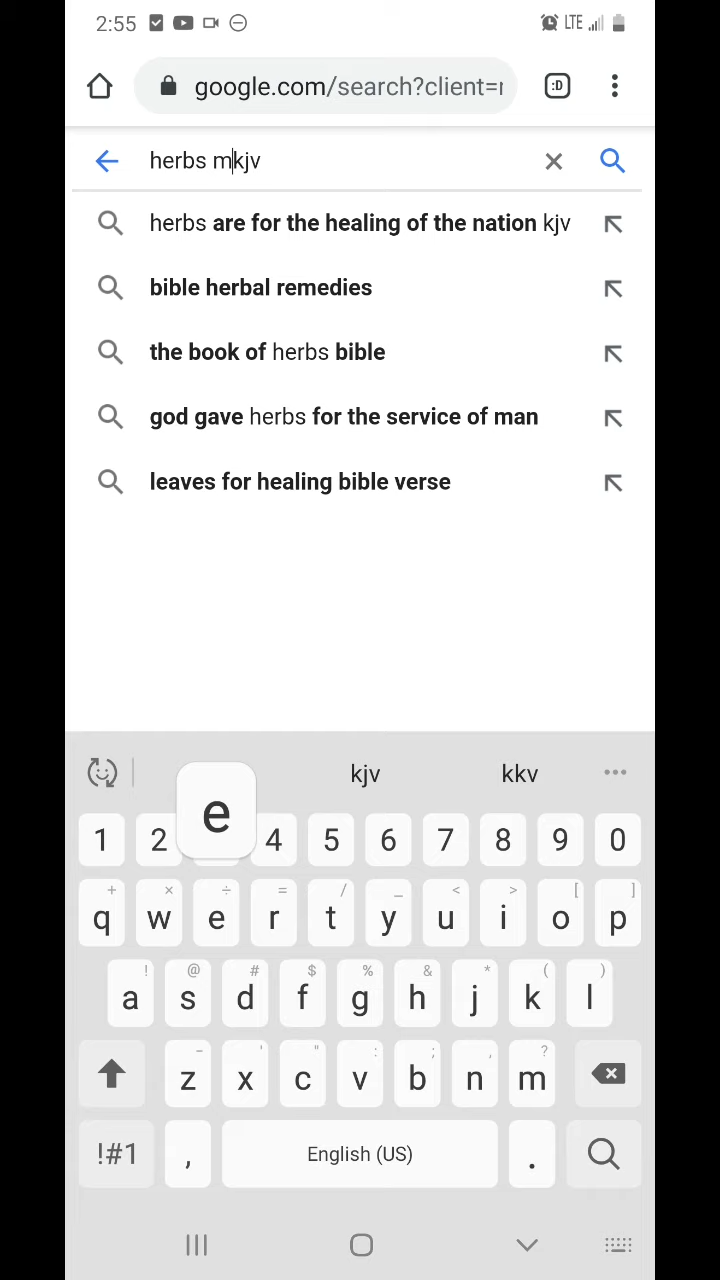 2:55 LTE
google.com/search?client=r :D
herbs mkjv
herbs are for the healing of the nation kjv
bible herbal remedies
the book of herbs bible
god gave herbs for the service of man
leaves for healing bible verse
kjv kkv
e
1 2 4 5 6 7 8 9 0
+ × ÷ = / _ < > [ ]
q w e r t y u i o p
! @ # $ % & * ( )
a s d f g h j k l
- ' " : ; , ?
z x c v b n m
!#1 , English (US) .